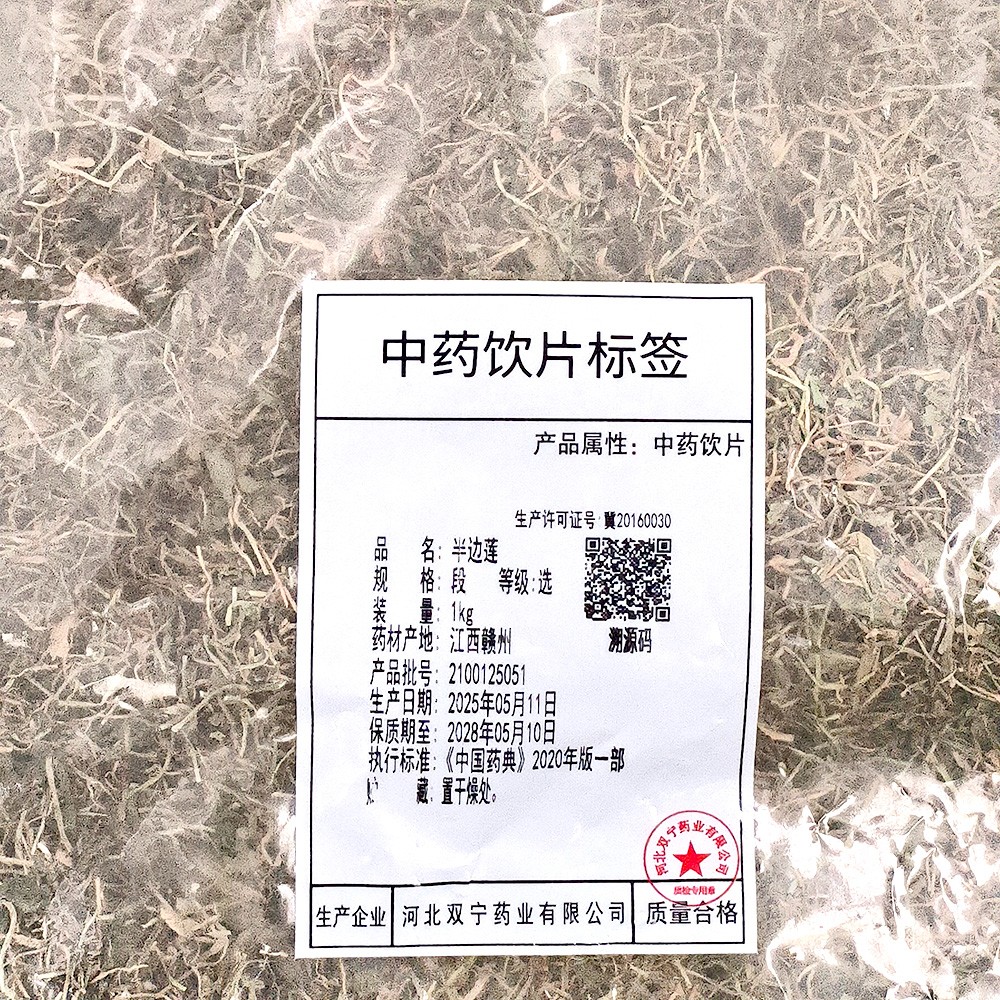 中药饮片标签
产品属性：中药饮片
生产许可证号：冀20160030
品 名：半边莲
规 格：段 等级：选
装 量：1kg
溯源码
药材产地：江西赣州
产品批号：2100125051
生产日期：2025年05月11日
保质期至：2028年05月10日
执行标准：《中国药典》2020年版一部
贮 藏：置干燥处。
河北双宁药业有限公司
质检专用章
生产企业 河北双宁药业有限公司 质量合格